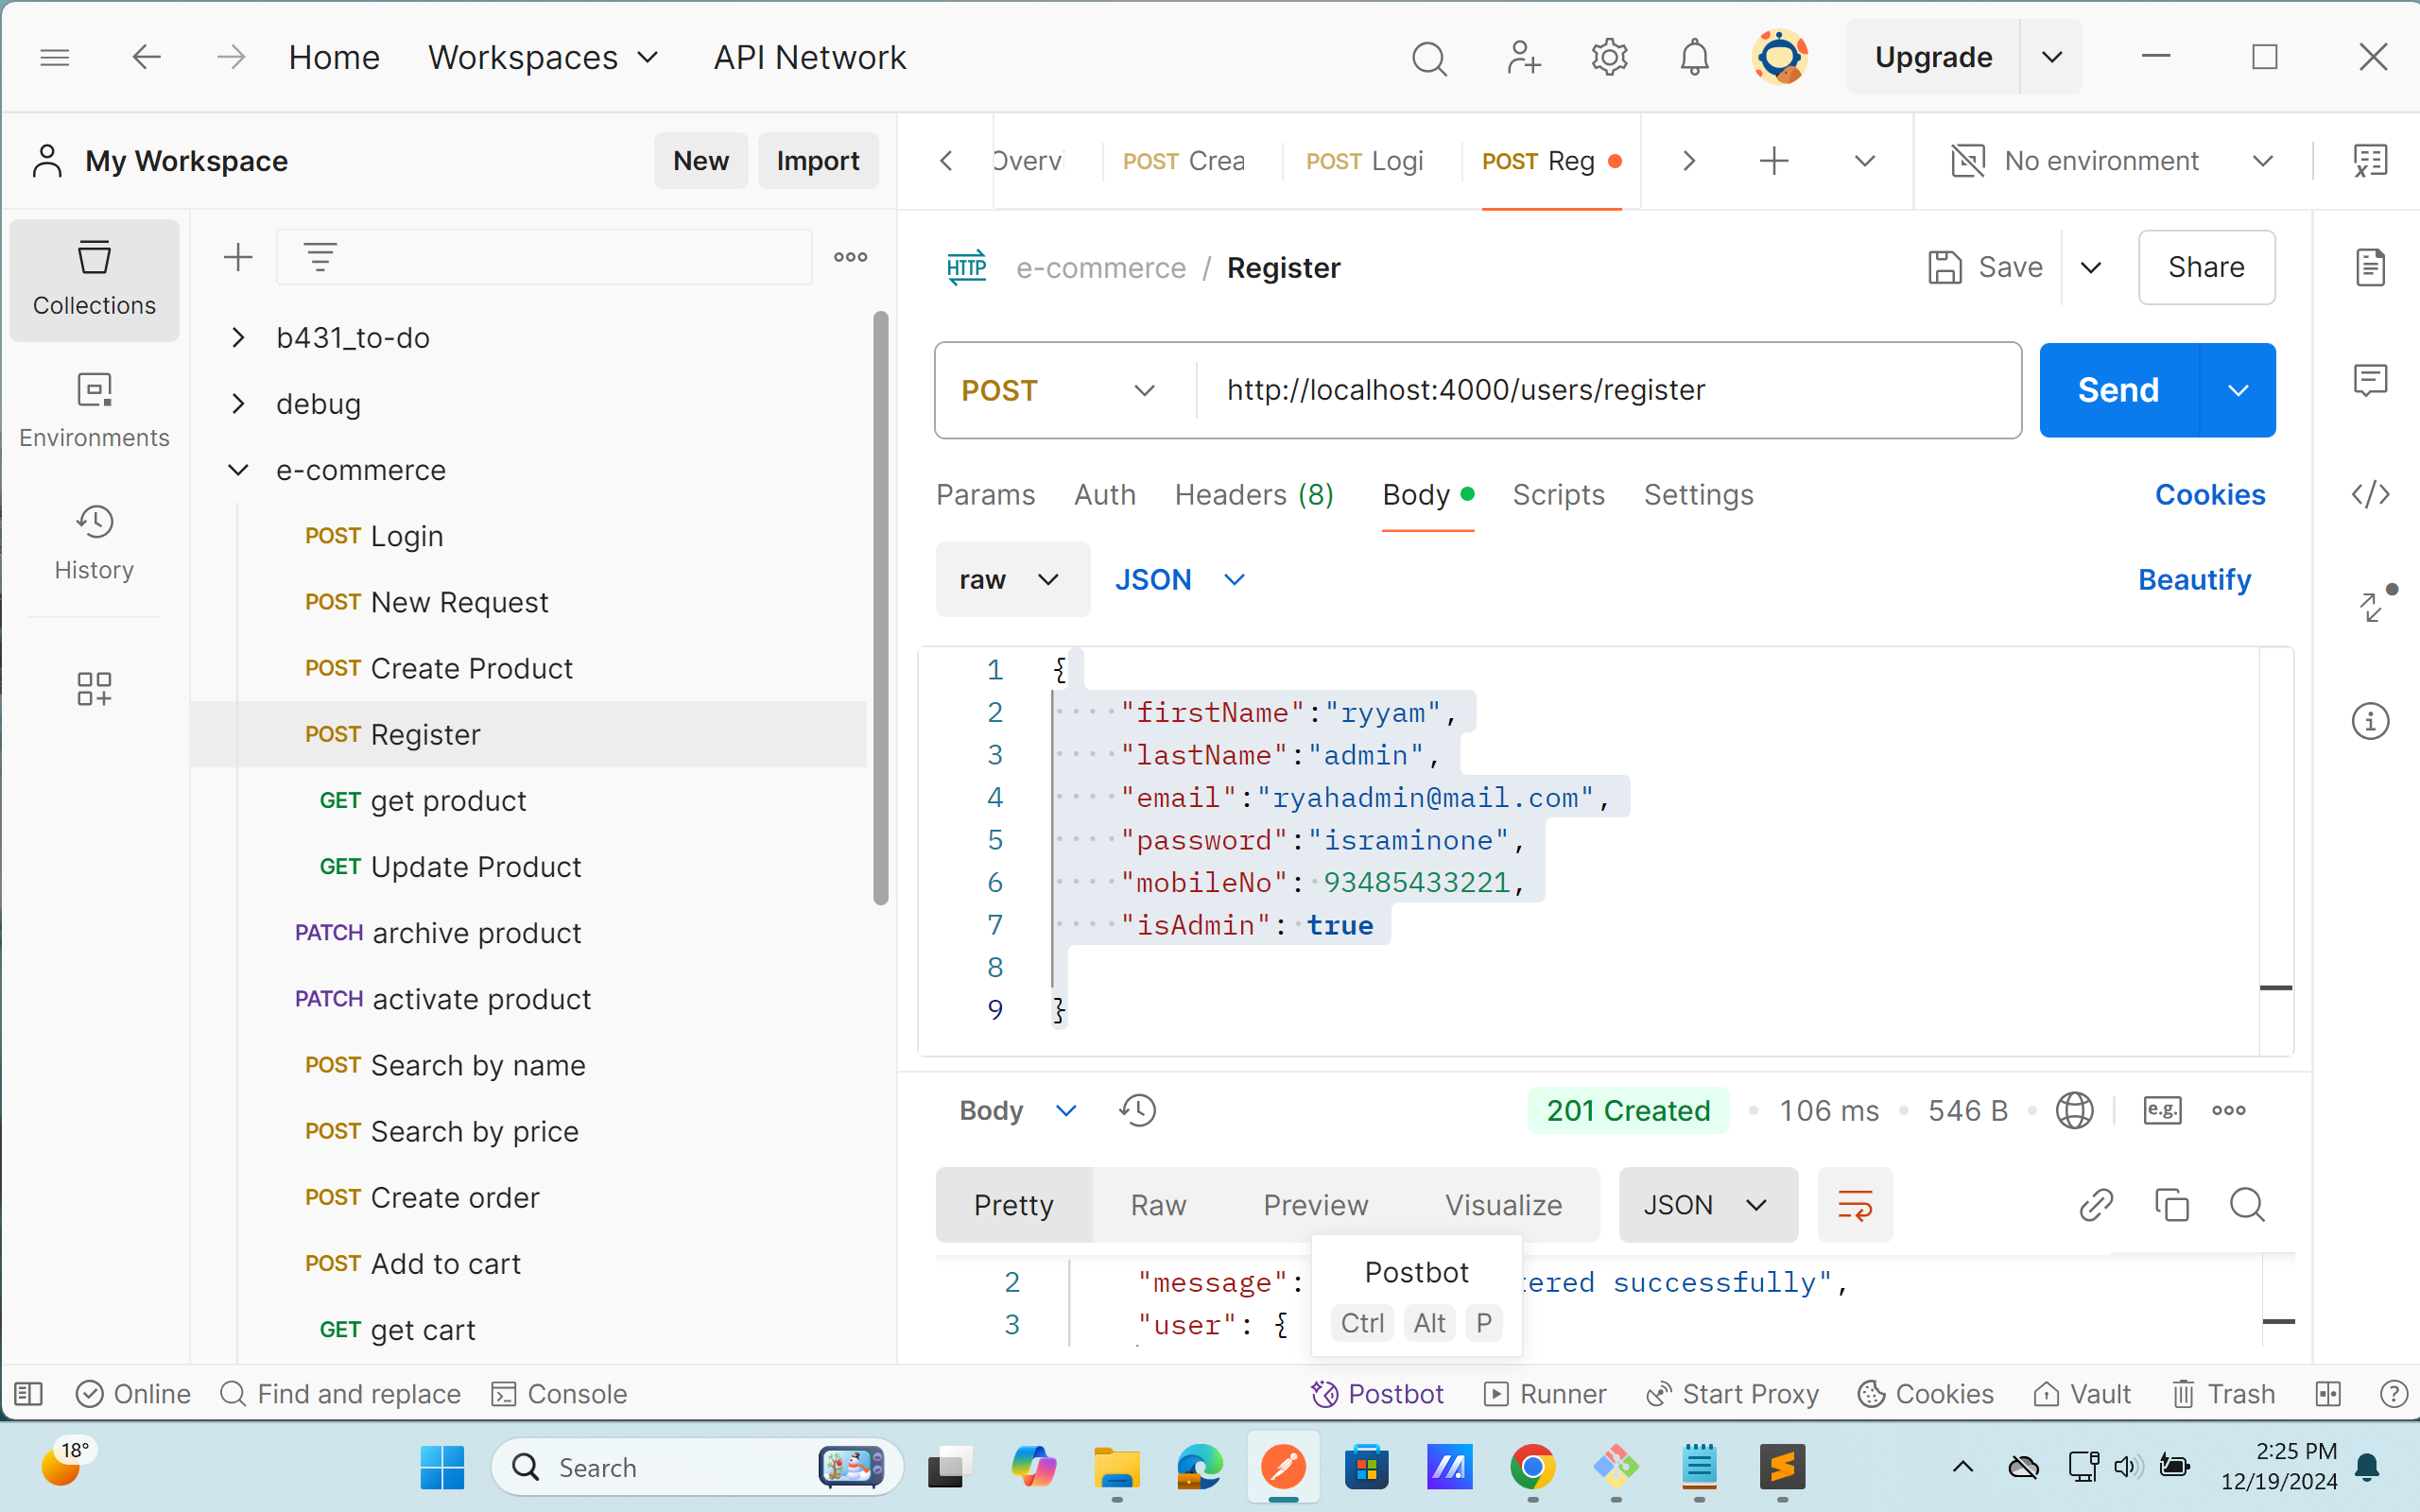 Home Workspaces API Network Upgrade
My Workspace New Import Overv POST Crea POST Logi POST Reg No environment
Collections
Environments
History
b431_to-do
debug
e-commerce
POST Login
POST New Request
POST Create Product
POST Register
GET get product
GET Update Product
PATCH archive product
PATCH activate product
POST Search by name
POST Search by price
POST Create order
POST Add to cart
GET get cart
HTTP e-commerce / Register Save Share
POST http://localhost:4000/users/register Send
Params Auth Headers (8) Body Scripts Settings Cookies
raw JSON Beautify
1 {
2 "firstName":"ryyam",
3 "lastName":"admin",
4 "email":"ryahadmin@mail.com",
5 "password":"israminone",
6 "mobileNo": 93485433221,
7 "isAdmin": true
8
9 }
Body 201 Created 106 ms 546 B e.g.
Pretty Raw Preview Visualize JSON
2 "message": tered successfully",
3 "user": {
Postbot
Ctrl Alt P
Online Find and replace Console Postbot Runner Start Proxy Cookies Vault Trash
18° Search 2:25 PM
12/19/2024